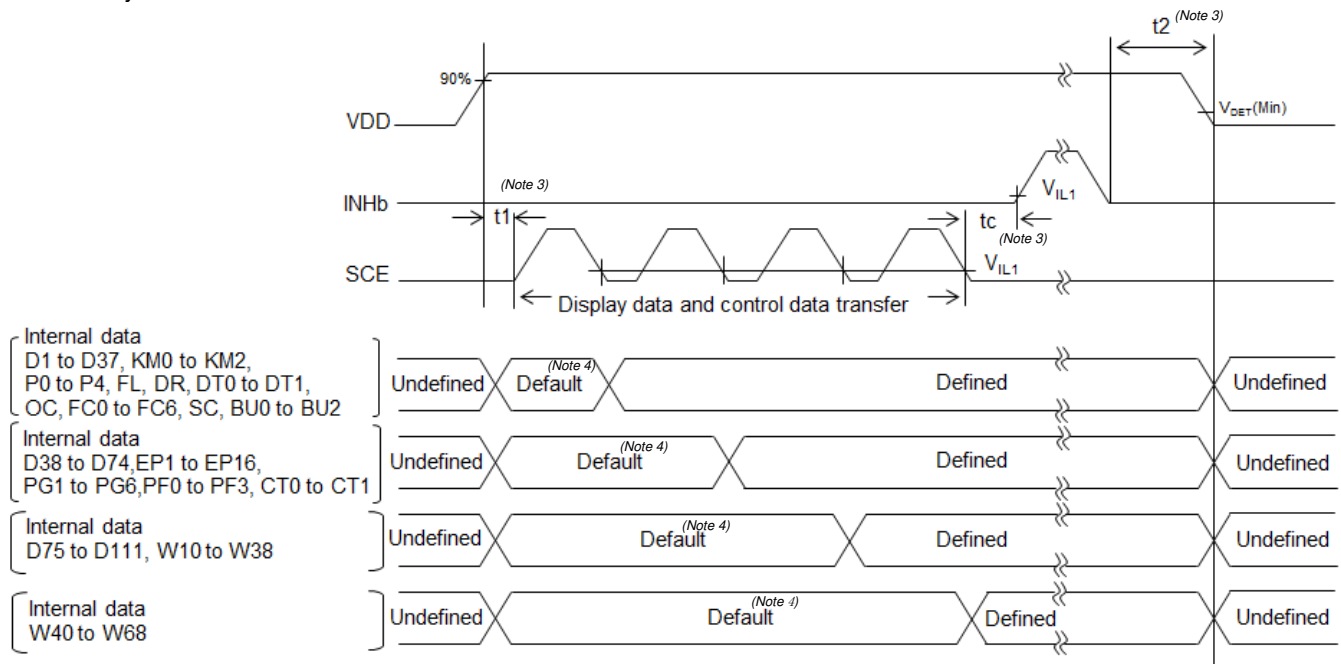 t2 (Note 3)
90%
VDD
VDET(Min)
(Note 3)
INHb
VIL1
t1
tc
(Note 3)
SCE
VIL1
Display data and control data transfer
Internal data
D1 to D37, KM0 to KM2,
P0 to P4, FL, DR, DT0 to DT1,
OC, FC0 to FC6, SC, BU0 to BU2
Undefined
Default (Note 4)
Defined
Undefined
Internal data
D38 to D74,EP1 to EP16,
PG1 to PG6,PF0 to PF3, CT0 to CT1
Undefined
Default (Note 4)
Defined
Undefined
Internal data
D75 to D111, W10 to W38
Undefined
Default (Note 4)
Defined
Undefined
Internal data
W40 to W68
Undefined
Default (Note 4)
Defined
Undefined